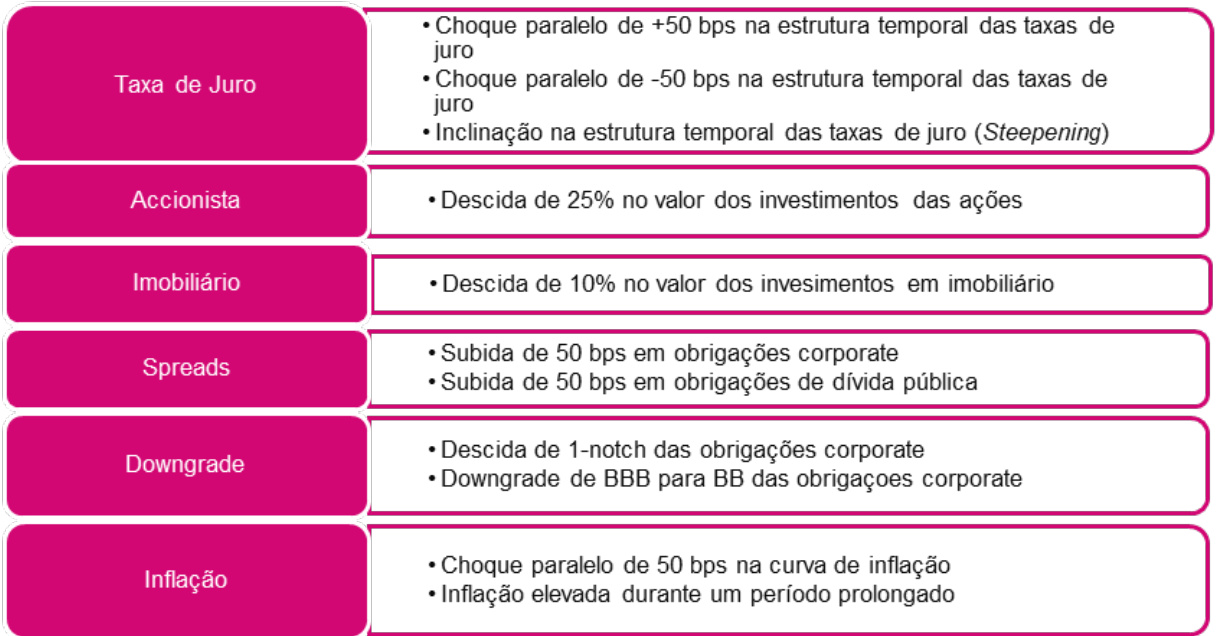 Taxa de Juro
• Choque paralelo de +50 bps na estrutura temporal das taxas de
juro
• Choque paralelo de -50 bps na estrutura temporal das taxas de
juro
• Inclinação na estrutura temporal das taxas de juro (Steepening)
Accionista
• Descida de 25% no valor dos investimentos das ações
Imobiliário
• Descida de 10% no valor dos invesimentos em imobiliário
Spreads
• Subida de 50 bps em obrigações corporate
• Subida de 50 bps em obrigações de dívida pública
Downgrade
• Descida de 1-notch das obrigações corporate
• Downgrade de BBB para BB das obrigaçoes corporate
Inflação
• Choque paralelo de 50 bps na curva de inflação
• Inflação elevada durante um período prolongado